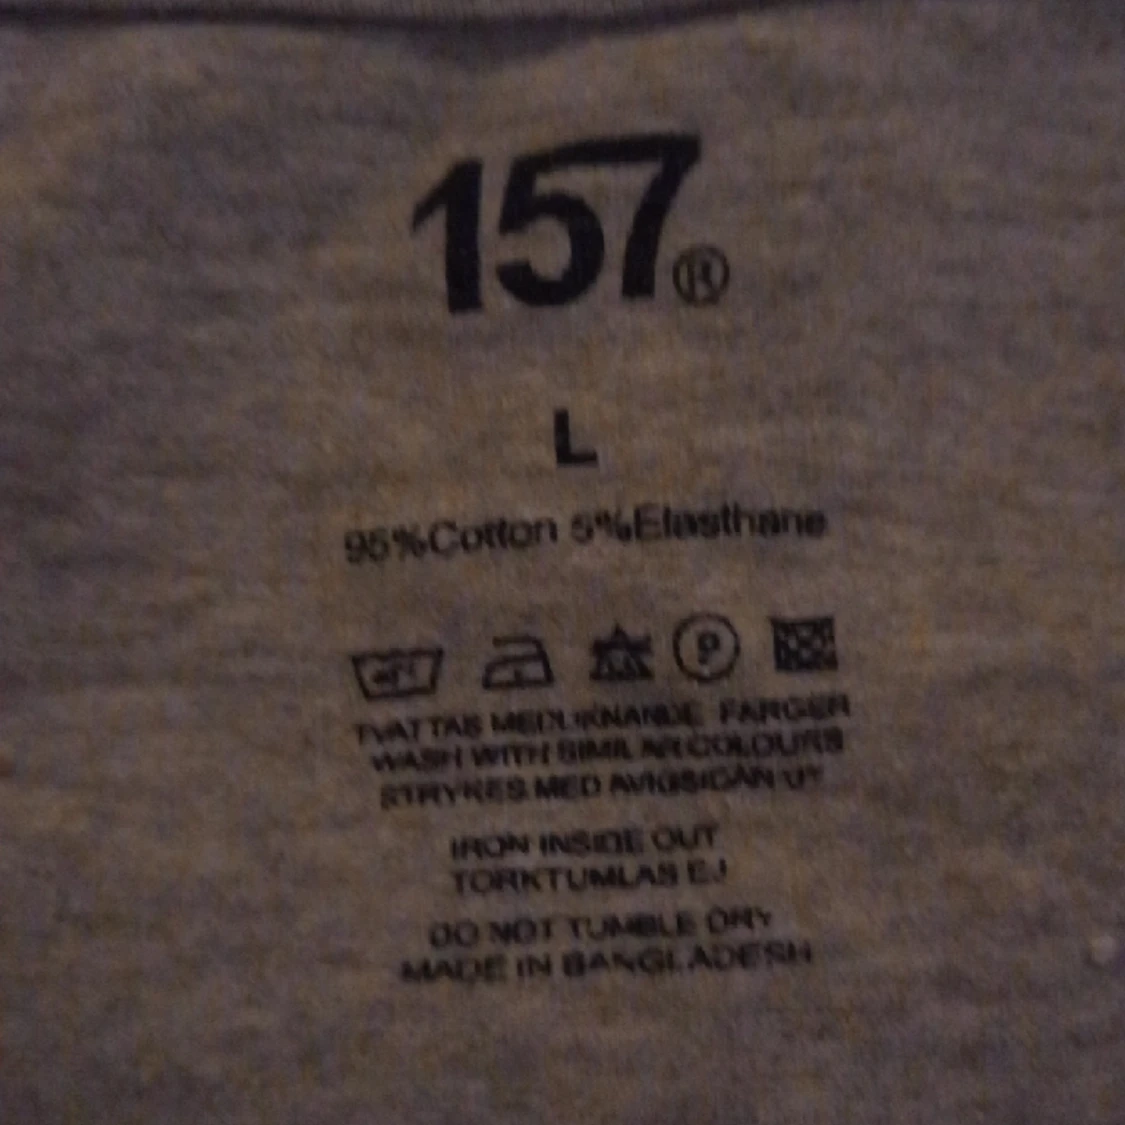 157®
L
95%Cotton 5%Elasthane
P
TVATTAS MED LIKNANDE FARGER
WASH WITH SIMILAR COLOURS
STRYKES MED AVIGSIDAN UT
IRON INSIDE OUT
TORKTUMLAS EJ
DO NOT TUMBLE DRY
MADE IN BANGLADESH